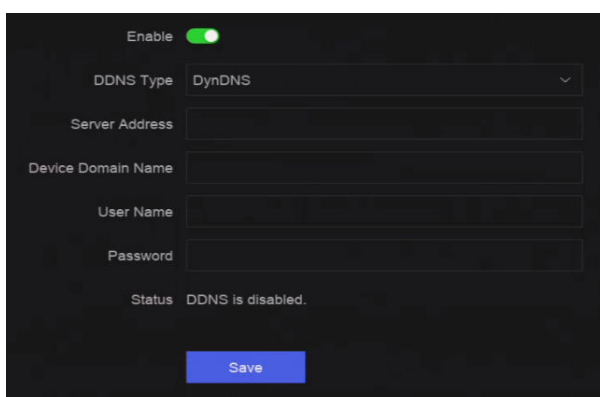 Enable
DDNS Type DynDNS
Server Address
Device Domain Name
User Name
Password
Status DDNS is disabled.
Save